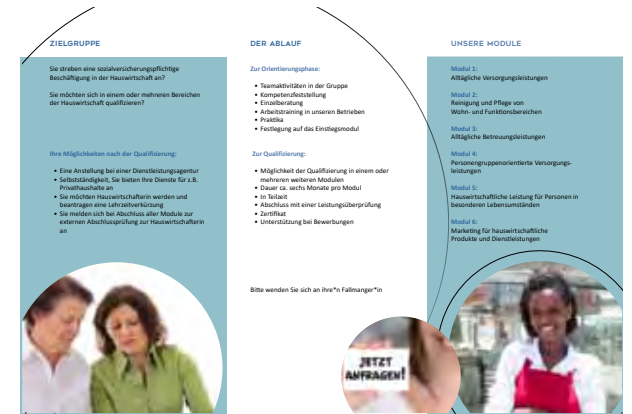 ZIELGRUPPE
Sie streben eine sozialversicherungspflichtige
Beschäftigung in der Hauswirtschaft an?
Sie möchten sich in einem oder mehreren Bereichen
der Hauswirtschaft qualifizieren?
Ihre Möglichkeiten nach der Qualifizierung:
• Eine Anstellung bei einer Dienstleistungsagentur
• Selbstständigkeit, Sie bieten Ihre Dienste für z.B.
Privathaushalte an
• Sie möchten Hauswirtschafterin werden und
beantragen eine Lehrzeitverkürzung
• Sie melden sich bei Abschluss aller Module zur
externen Abschlussprüfung zur Hauswirtschafterin
an
DER ABLAUF
Zur Orientierungsphase:
• Teamaktivitäten in der Gruppe
• Kompetenzfeststellung
• Einzelberatung
• Arbeitstraining in unseren Betrieben
• Praktika
• Festlegung auf das Einstiegsmodul
Zur Qualifizierung:
• Möglichkeit der Qualifizierung in einem oder
mehreren weiteren Modulen
• Dauer ca. sechs Monate pro Modul
• In Teilzeit
• Abschluss mit einer Leistungsüberprüfung
• Zertifikat
• Unterstützung bei Bewerbungen
Bitte wenden Sie sich an ihre*n Fallmanger*in
JETZT
ANFRAGEN!
UNSERE MODULE
Modul 1:
Alltägliche Versorgungsleistungen
Modul 2:
Reinigung und Pflege von
Wohn- und Funktionsbereichen
Modul 3:
Alltägliche Betreuungsleistungen
Modul 4:
Personengruppenorientierte Versorgungs-
leistungen
Modul 5:
Hauswirtschaftliche Leistung für Personen in
besonderen Lebensumständen
Modul 6:
Marketing für hauswirtschaftliche
Produkte und Dienstleistungen